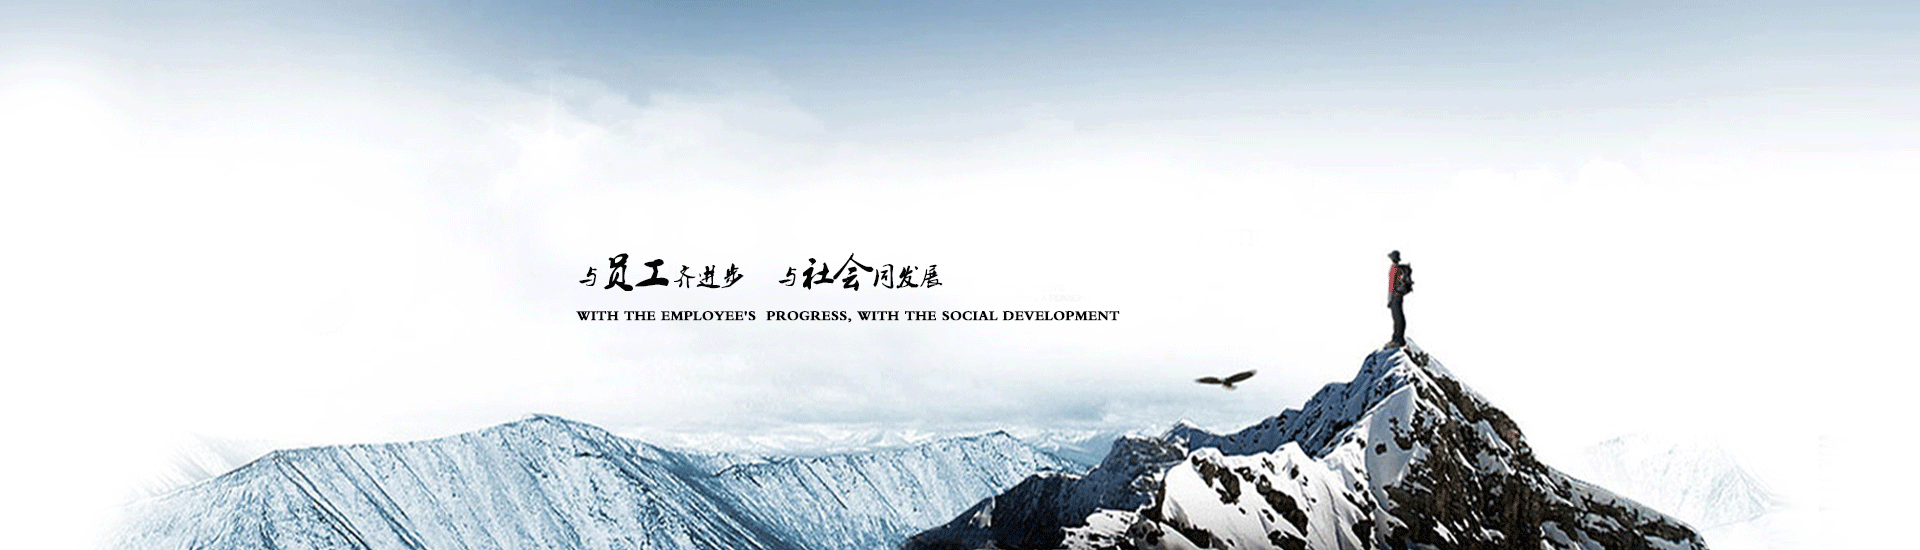 与员工齐进步 与社会同发展
WITH THE EMPLOYEE'S PROGRESS, WITH THE SOCIAL DEVELOPMENT